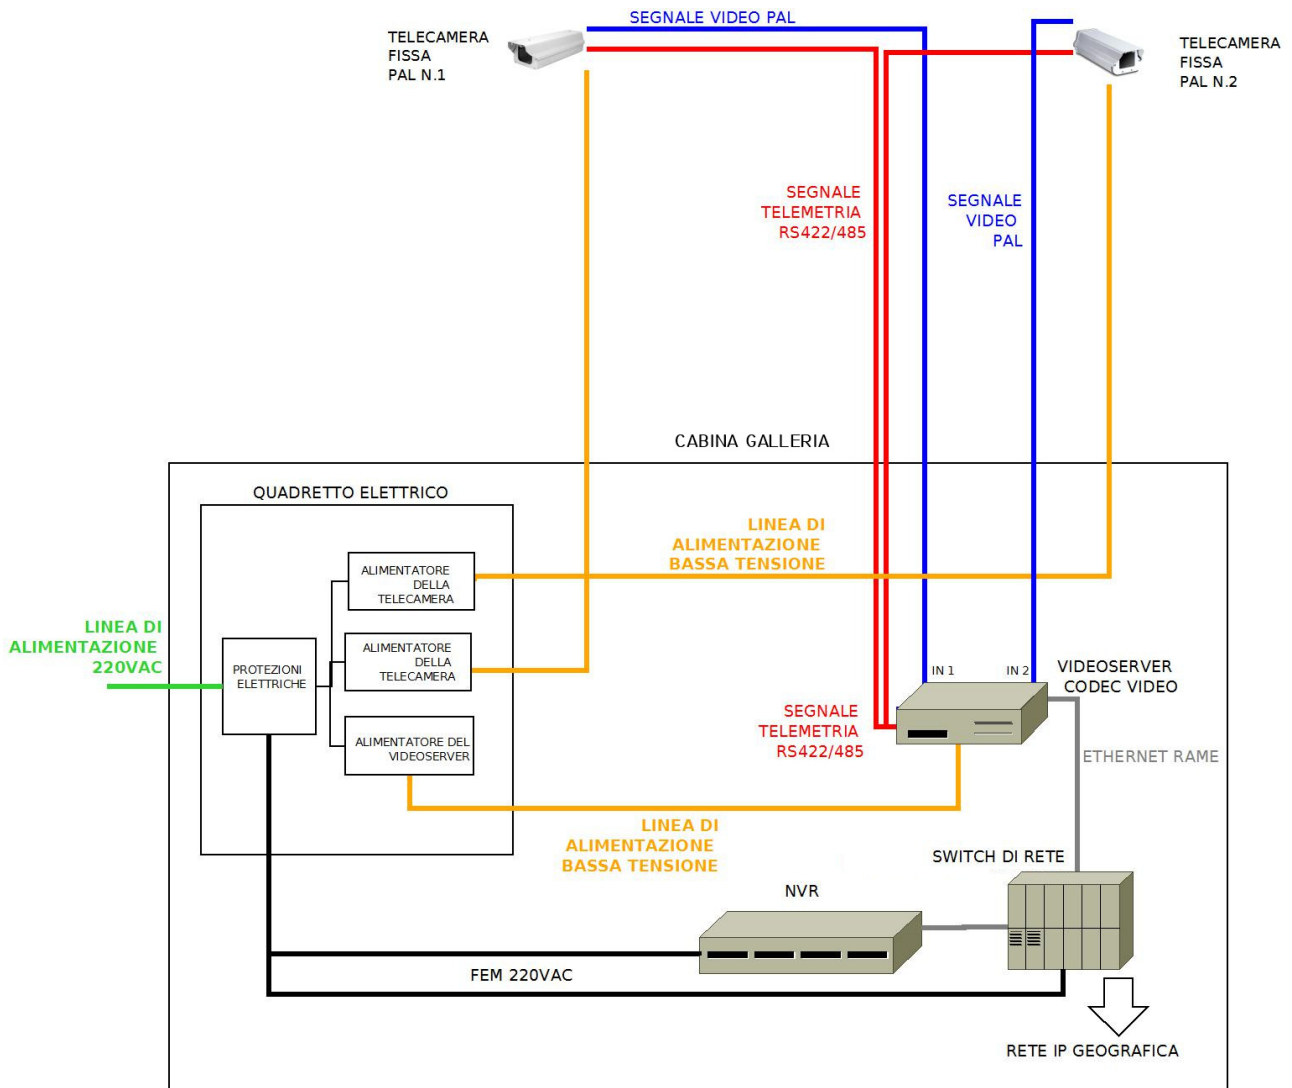 SEGNALE VIDEO PAL
TELECAMERA
FISSA
PAL N.1
TELECAMERA
FISSA
PAL N.2
SEGNALE
TELEMETRIA
RS422/485
SEGNALE
VIDEO
PAL
CABINA GALLERIA
QUADRETTO ELETTRICO
LINEA DI
ALIMENTAZIONE
BASSA TENSIONE
ALIMENTATORE
DELLA
TELECAMERA
LINEA DI
ALIMENTAZIONE
220VAC
PROTEZIONI
ELETTRICHE
ALIMENTATORE
DELLA
TELECAMERA
IN 1
IN 2
VIDEOSERVER
CODEC VIDEO
SEGNALE
TELEMETRIA
RS422/485
ALIMENTATORE DEL
VIDEOSERVER
ETHERNET RAME
LINEA DI
ALIMENTAZIONE
BASSA TENSIONE
SWITCH DI RETE
NVR
FEM 220VAC
RETE IP GEOGRAFICA